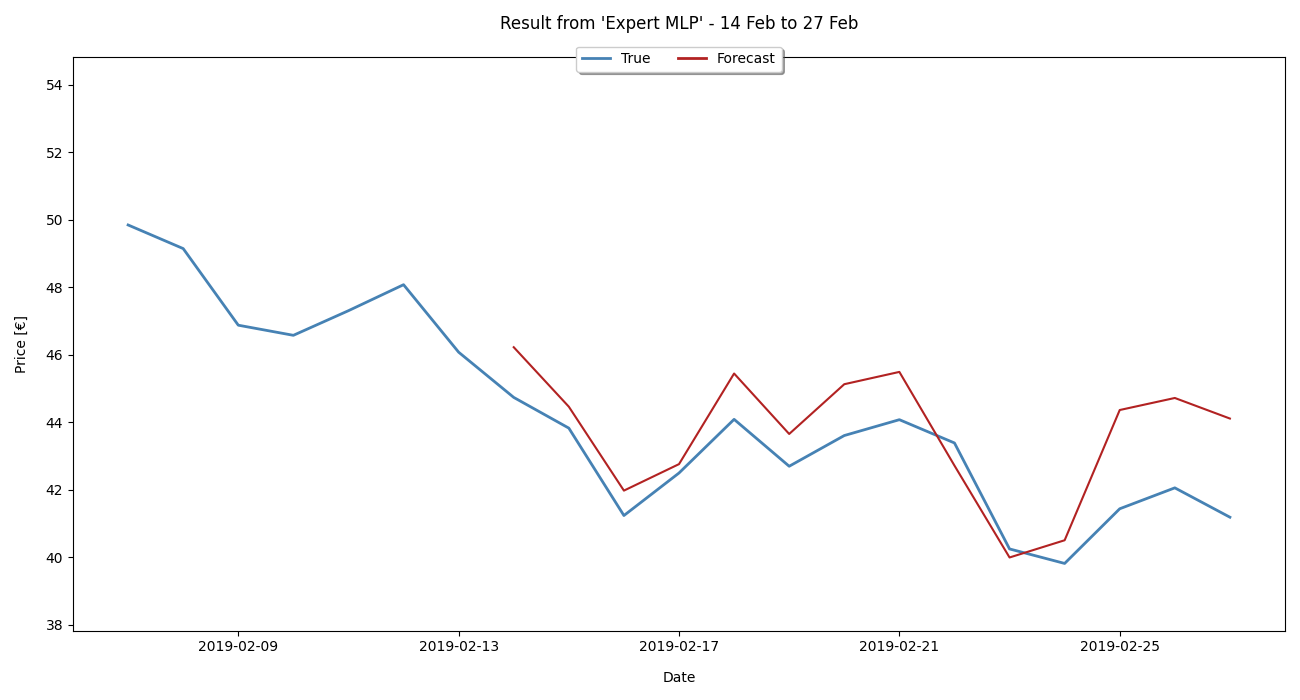 Result from 'Expert MLP' - 14 Feb to 27 Feb
True Forecast
54
52
50
48
46
44
42
40
38
Price [€]
2019-02-09 2019-02-13 2019-02-17 2019-02-21 2019-02-25
Date